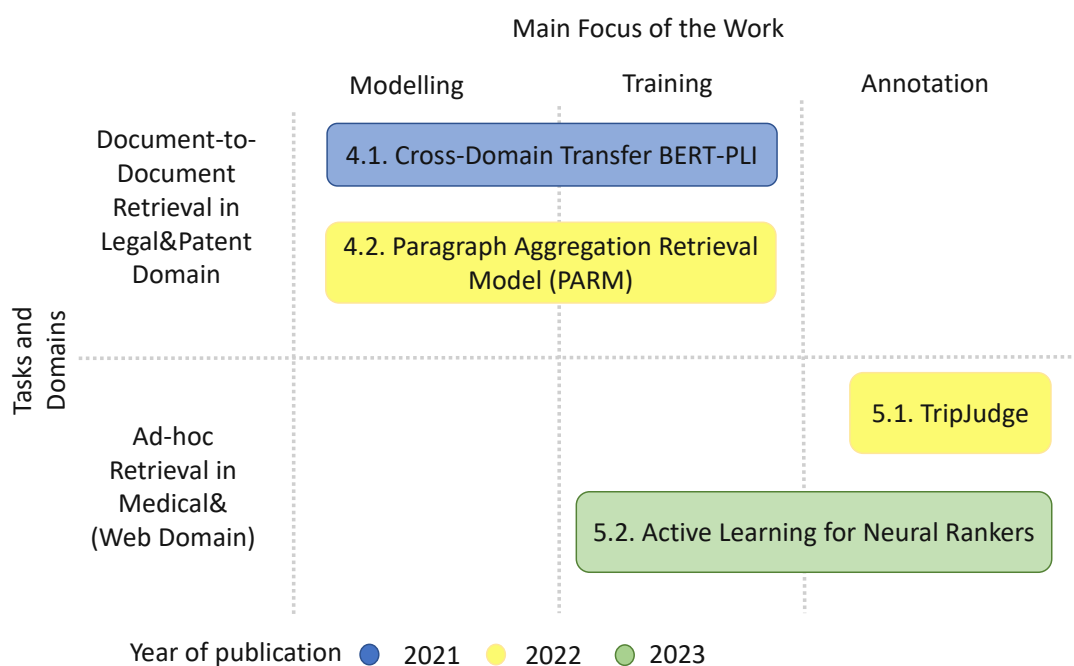 Main Focus of the Work
Modelling
Training
Annotation
Tasks and
Domains
Document-to-
Document
Retrieval in
Legal&Patent
Domain
4.1. Cross-Domain Transfer BERT-PLI
4.2. Paragraph Aggregation Retrieval
Model (PARM)
Ad-hoc
Retrieval in
Medical&
(Web Domain)
5.1. TripJudge
5.2. Active Learning for Neural Rankers
Year of publication 2021 2022 2023